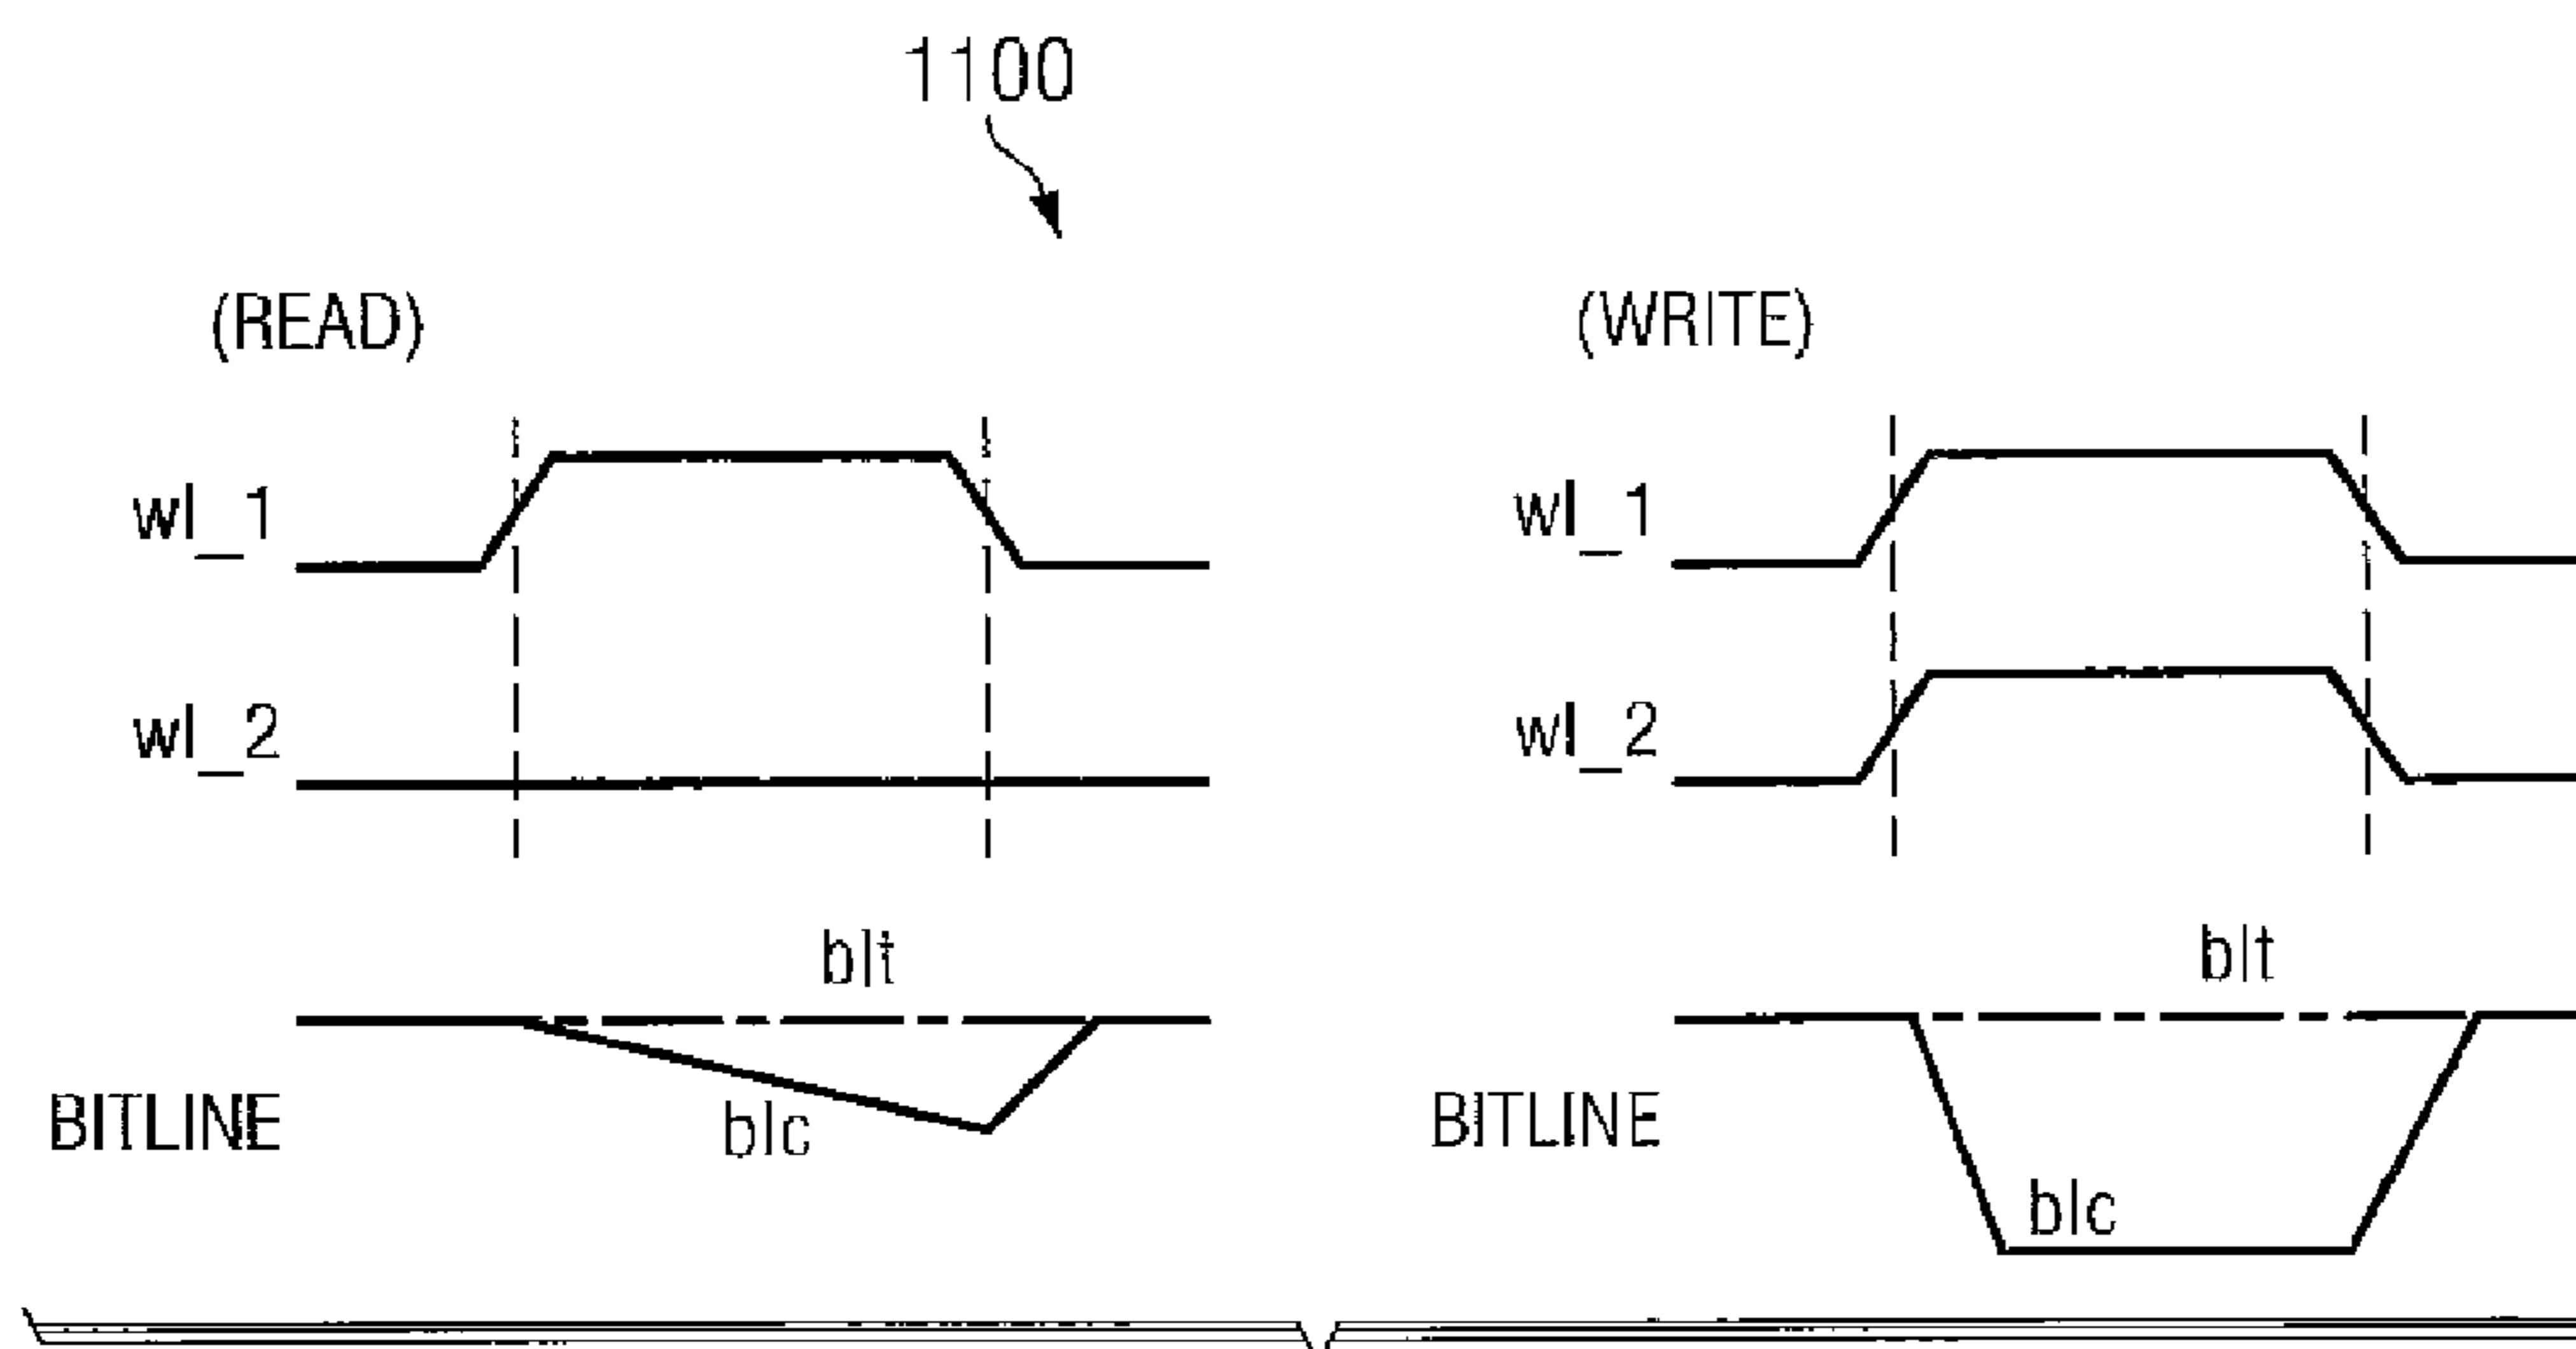 1100
(READ)
wl_1
wl_2
blt
BITLINE
blc
(WRITE)
wl_1
wl_2
blt
BITLINE
blc